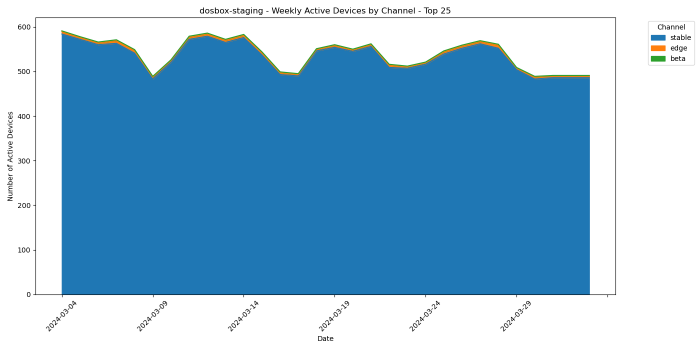 dosbox-staging - Weekly Active Devices by Channel - Top 25
Channel
stable
edge
beta
Number of Active Devices
600
500
400
300
200
100
0
2024-03-04
2024-03-09
2024-03-14
2024-03-19
2024-03-24
2024-03-29
Date